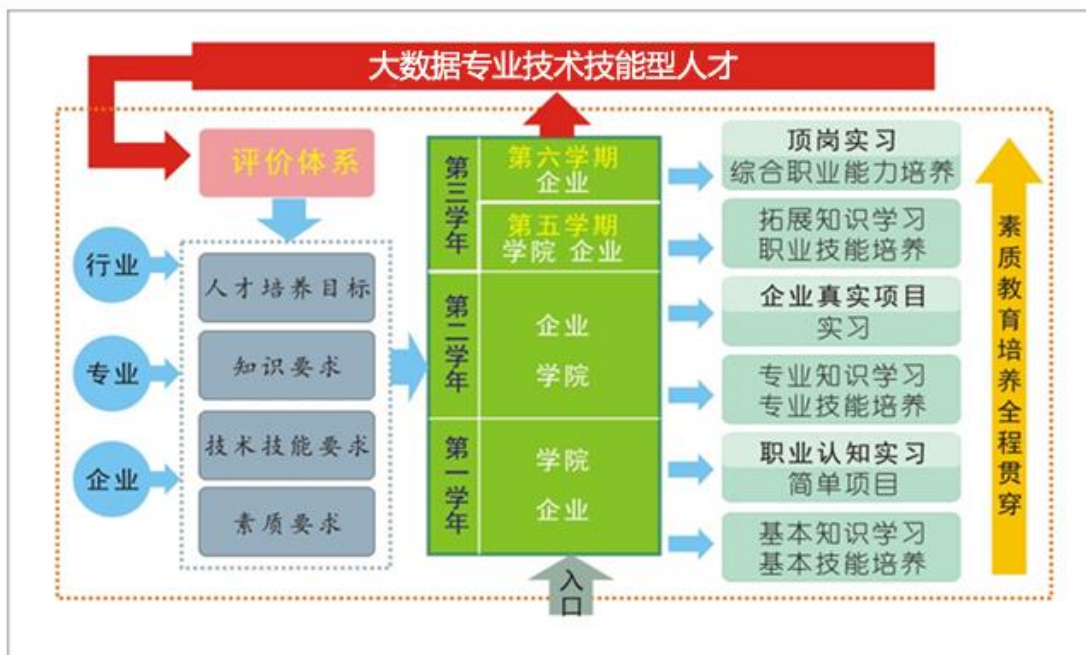 大数据专业技术技能型人才
评价体系
行业
专业
企业
人才培养目标
知识要求
技术技能要求
素质要求
第三学年
第六学期
企业
第五学期
学院 企业
第二学年
企业
学院
第一学年
学院
企业
入口
顶岗实习
综合职业能力培养
拓展知识学习
职业技能培养
企业真实项目
实习
专业知识学习
专业技能培养
职业认知实习
简单项目
基本知识学习
基本技能培养
素质教育培养全程贯穿